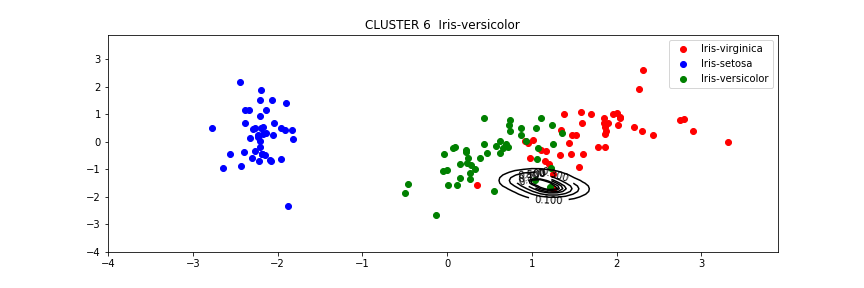 CLUSTER 6 Iris-versicolor
Iris-virginica
Iris-setosa
Iris-versicolor
3
2
1
0
−1
−2
−3
−4
0.100
−4 −3 −2 −1 0 1 2 3